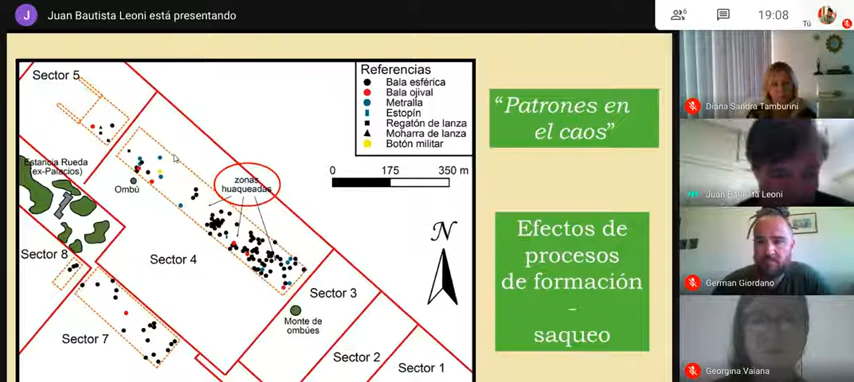 J Juan Bautista Leoni está presentando
6
19:08
Tú
Sector 5
Referencias
Bala esférica
Bala ojival
Metralla
Estopín
Regatón de lanza
Moharra de lanza
Botón militar
Estancia Rueda
(ex-Palacios)
zonas
huaqueadas
0 175 350 m
Ombú
N
Sector 8
Sector 4
Sector 3
Monte de
ombúes
Sector 7
Sector 2
Sector 1
“Patrones en
el caos”
Efectos de
procesos
de formación
-
saqueo
Diana Sandra Tamburini
Juan Bautista Leoni
German Giordano
Georgina Vaiana